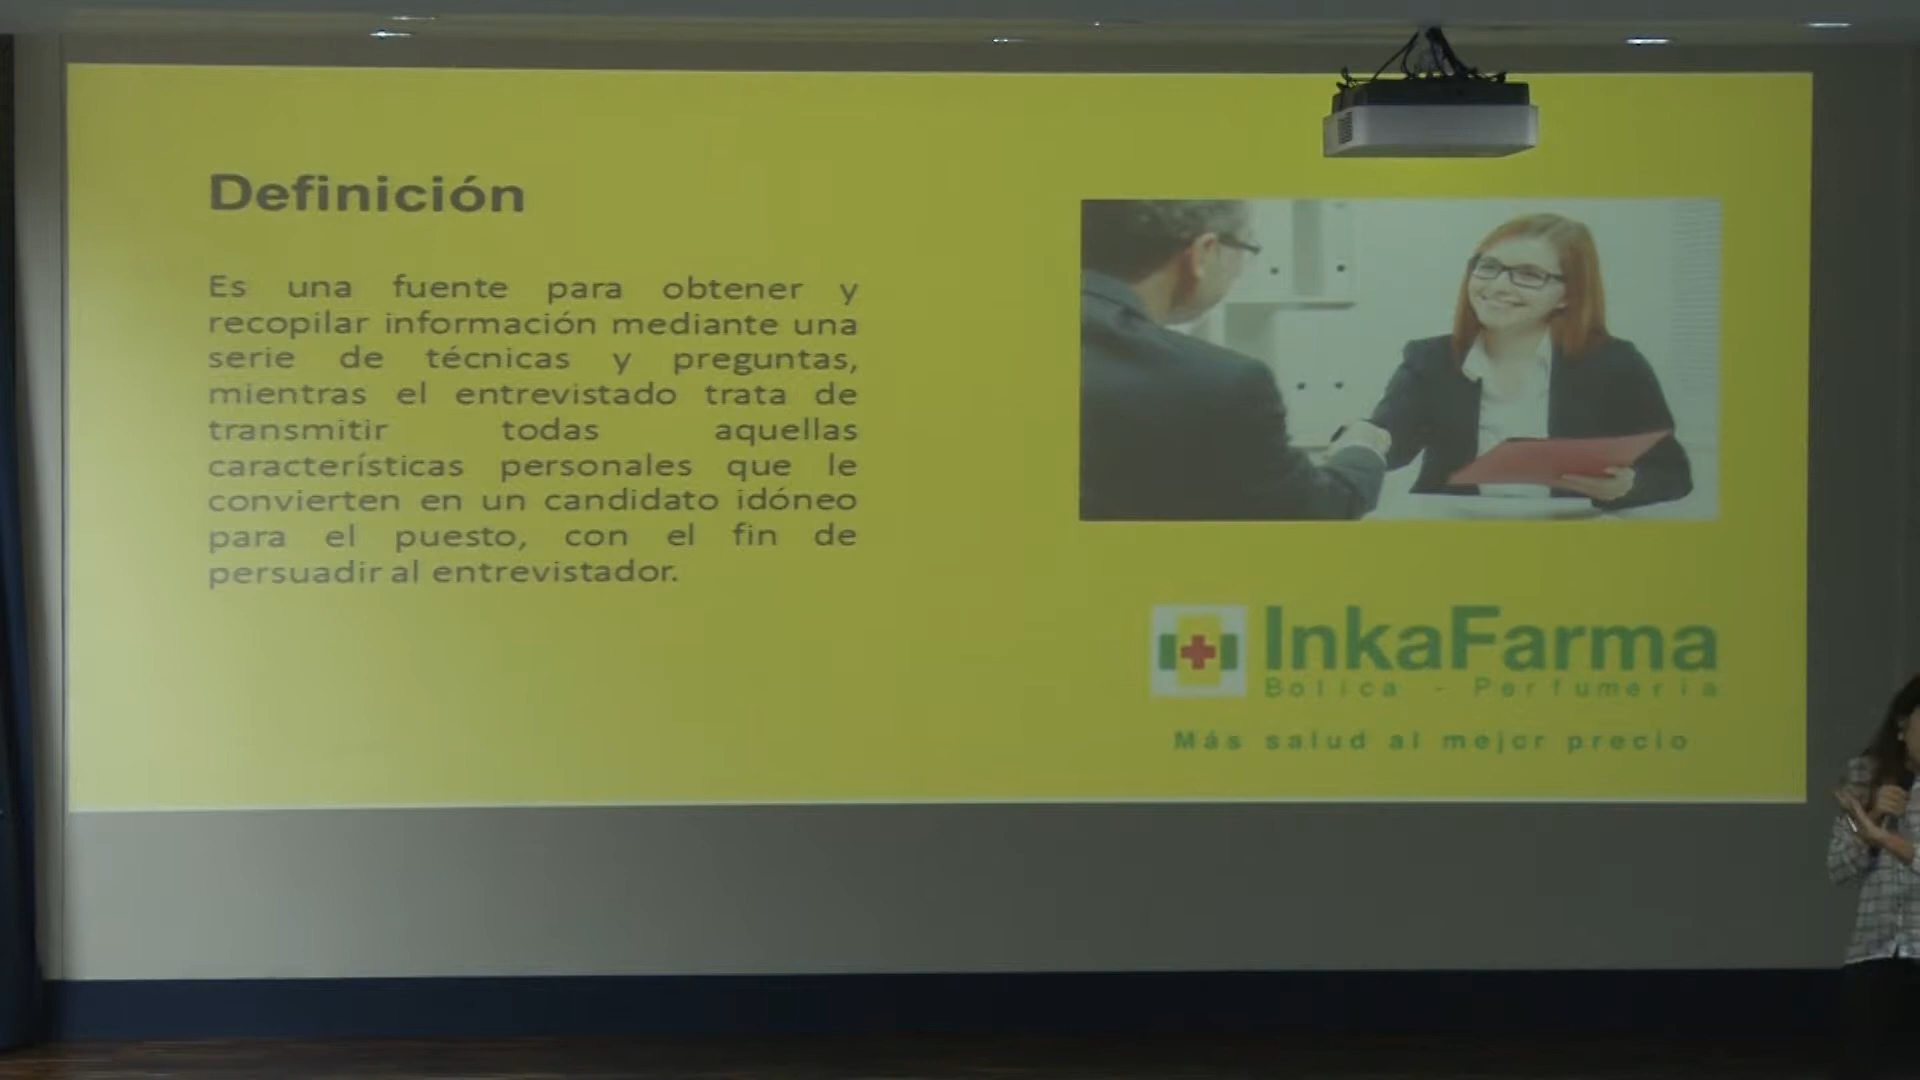 Definición
Es una fuente para obtener y
recopilar información mediante una
serie de técnicas y preguntas,
mientras el entrevistado trata de
transmitir todas aquellas
características personales que le
convierten en un candidato idóneo
para el puesto, con el fin de
persuadir al entrevistador.
InkaFarma
Botica - Perfumería
Más salud al mejor precio